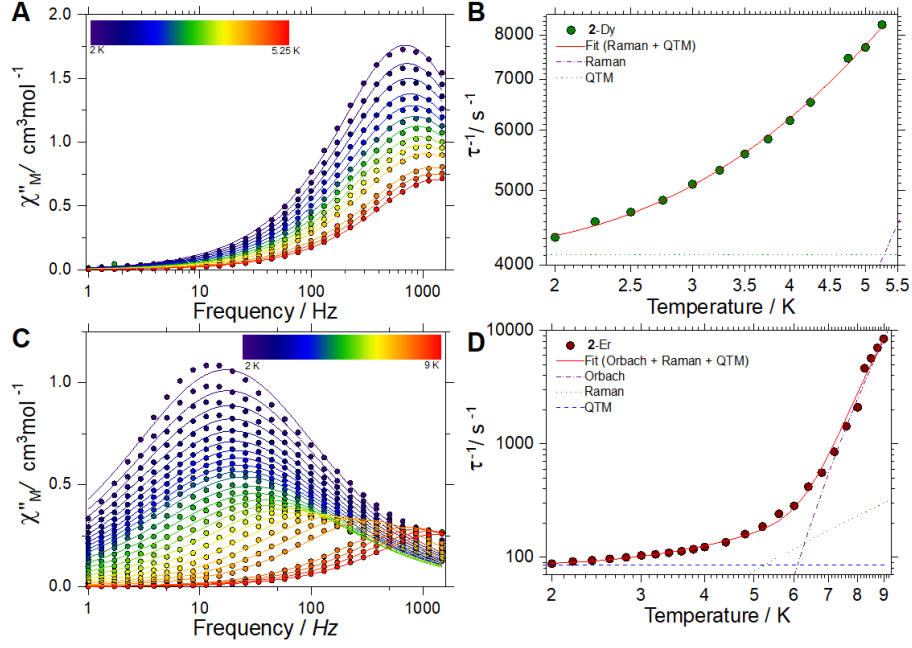 A
2 K
5.25 K
2.0
1.5
1.0
0.5
0.0
χ"M/ cm³mol⁻¹
1
10
100
1000
Frequency / Hz
B
2-Dy
Fit (Raman + QTM)
Raman
QTM
8000
7000
6000
5000
4000
τ⁻¹/ s⁻¹
2
2.5
3
3.5
4
4.5
5
5.5
Temperature / K
C
2 K
9 K
1.0
0.5
0.0
χ"M/ cm³mol⁻¹
1
10
100
1000
Frequency / Hz
D
2-Er
Fit (Orbach + Raman + QTM)
Orbach
Raman
QTM
10000
1000
100
τ⁻¹/ s⁻¹
2
3
4
5
6
7
8
9
Temperature / K